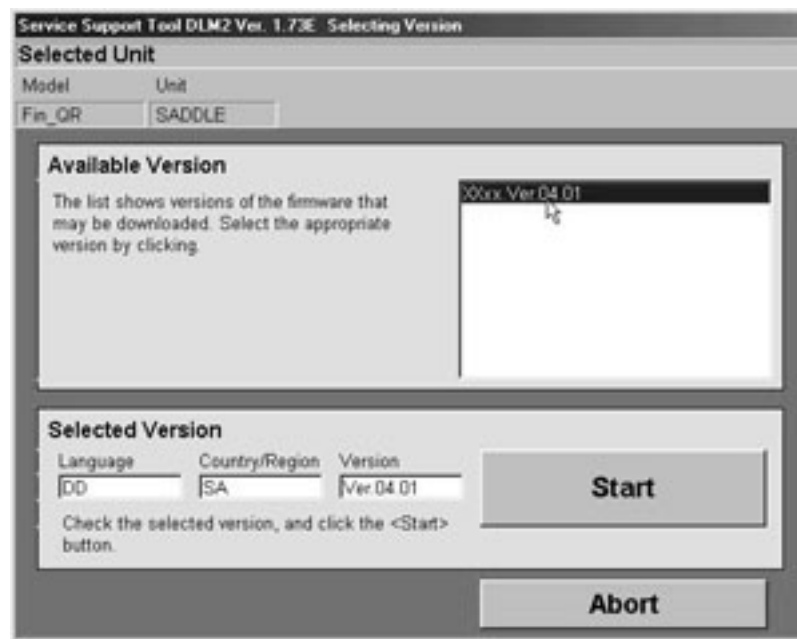 Service Support Tool DLM2 Ver. 1.73E Selecting Version
Selected Unit
Model Unit
Fin_QR SADDLE
Available Version
The list shows versions of the firmware that
may be downloaded. Select the appropriate
version by clicking.
XXxx.Ver.04.01
Selected Version
Language Country/Region Version
DD SA Ver.04.01
Start
Check the selected version, and click the <Start>
button.
Abort